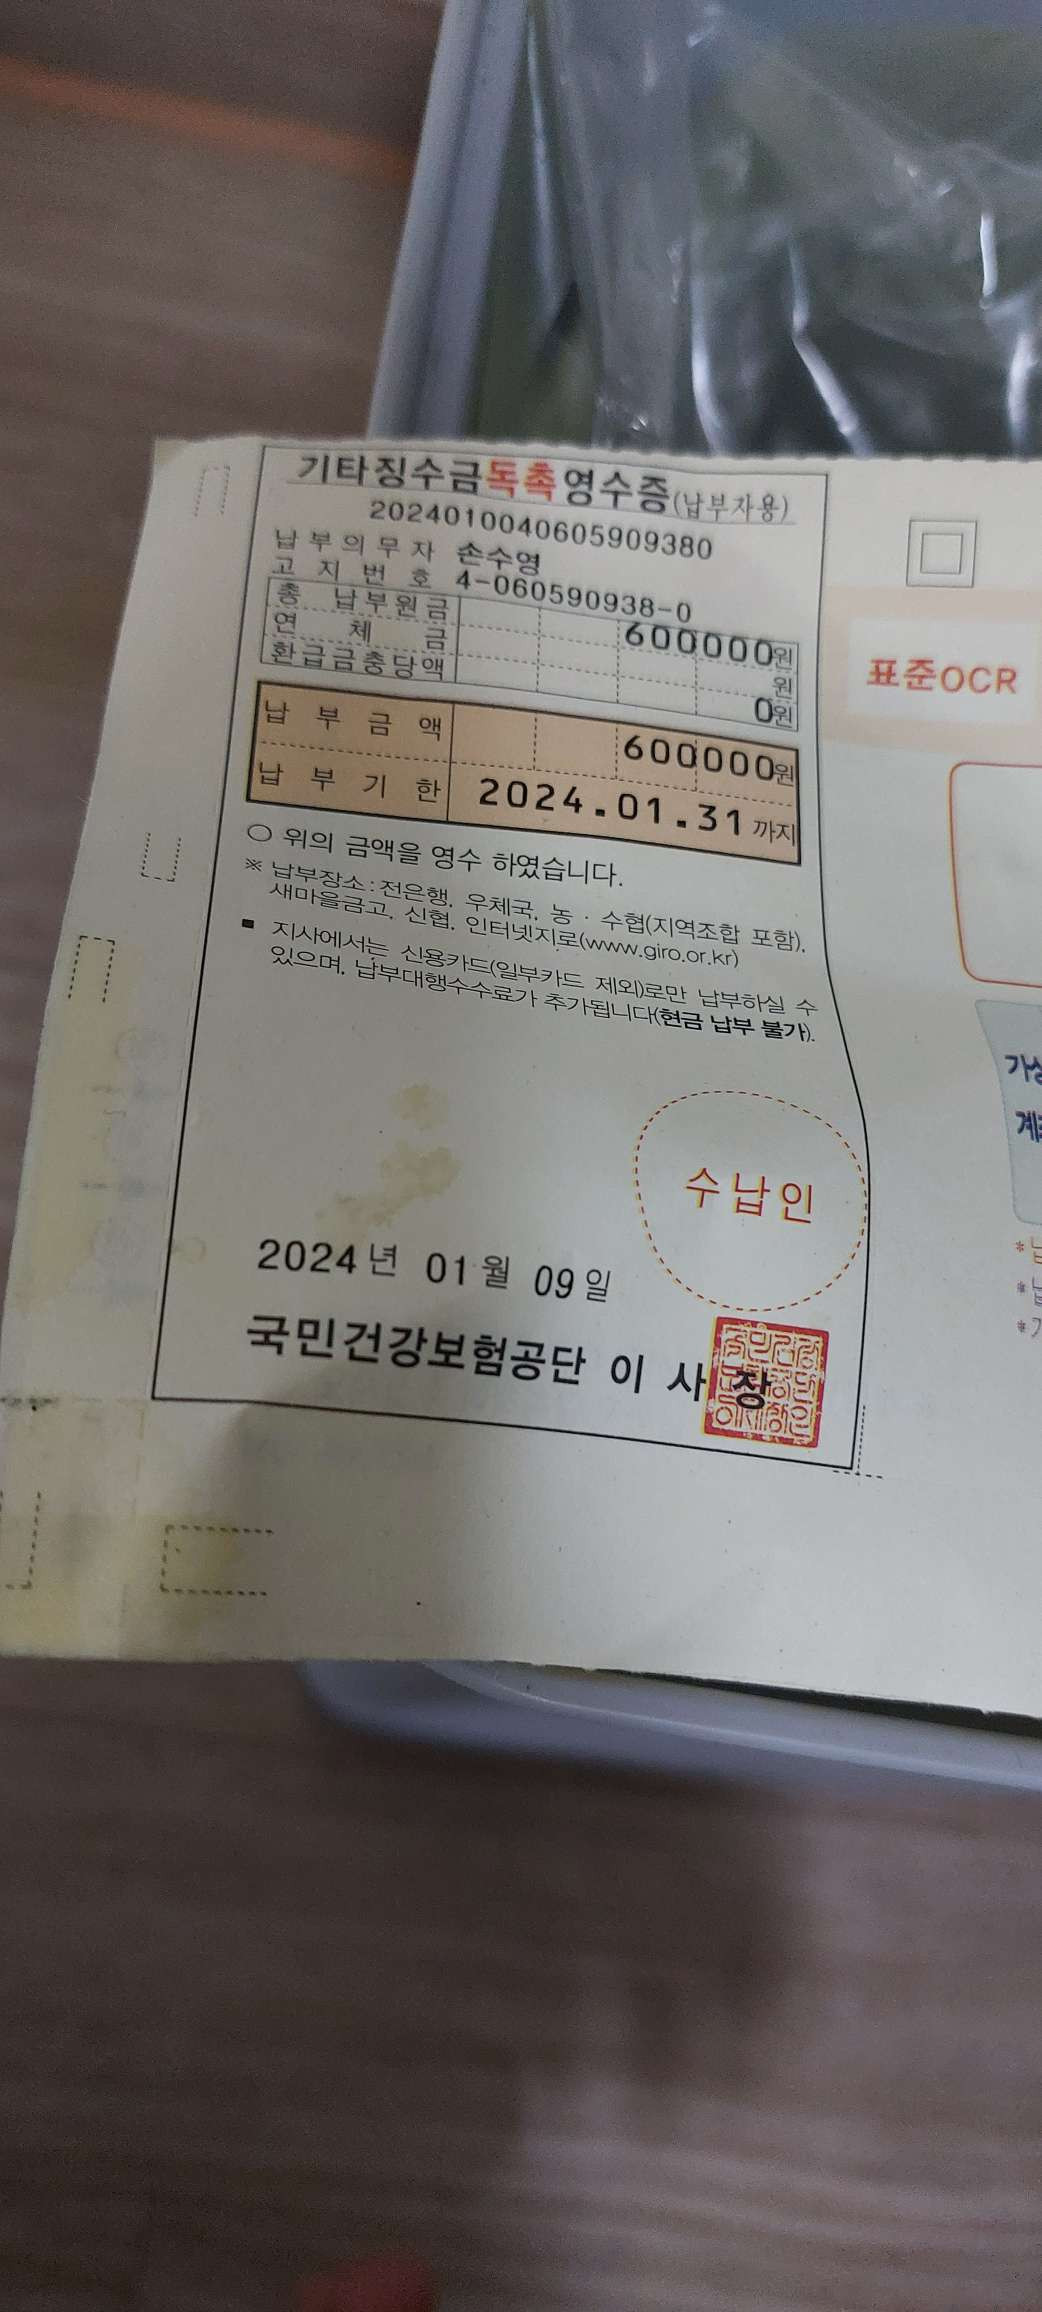 기타징수금독촉영수증(납부자용)
2024010040605909380
납부의무자 손수영
고지번호 4-060590938-0
총 납부원금 600000원
연체금 원
환급금충당액 0원
납부금액 600000원
납부기한 2024.01.31까지
○ 위의 금액을 영수 하였습니다.
※ 납부장소 : 전은행, 우체국, 농·수협(지역조합 포함),
새마을금고, 신협, 인터넷지로(www.giro.or.kr)
■ 지사에서는 신용카드(일부카드 제외)로만 납부하실 수
있으며, 납부대행수수료가 추가됩니다(현금 납부 불가).
수납인
2024년 01월 09일
국민건강보험공단 이 사 장
표준OCR